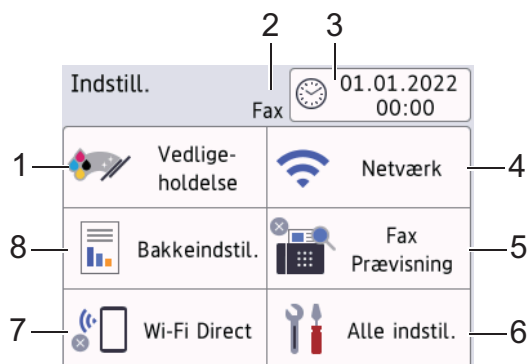 2 3
Indstill.
Fax
01.01.2022
00:00
1
Vedlige-
holdelse
Netværk
4
8
Bakkeindstil.
Fax
Prævisning
5
7
Wi-Fi Direct
Alle indstil.
6